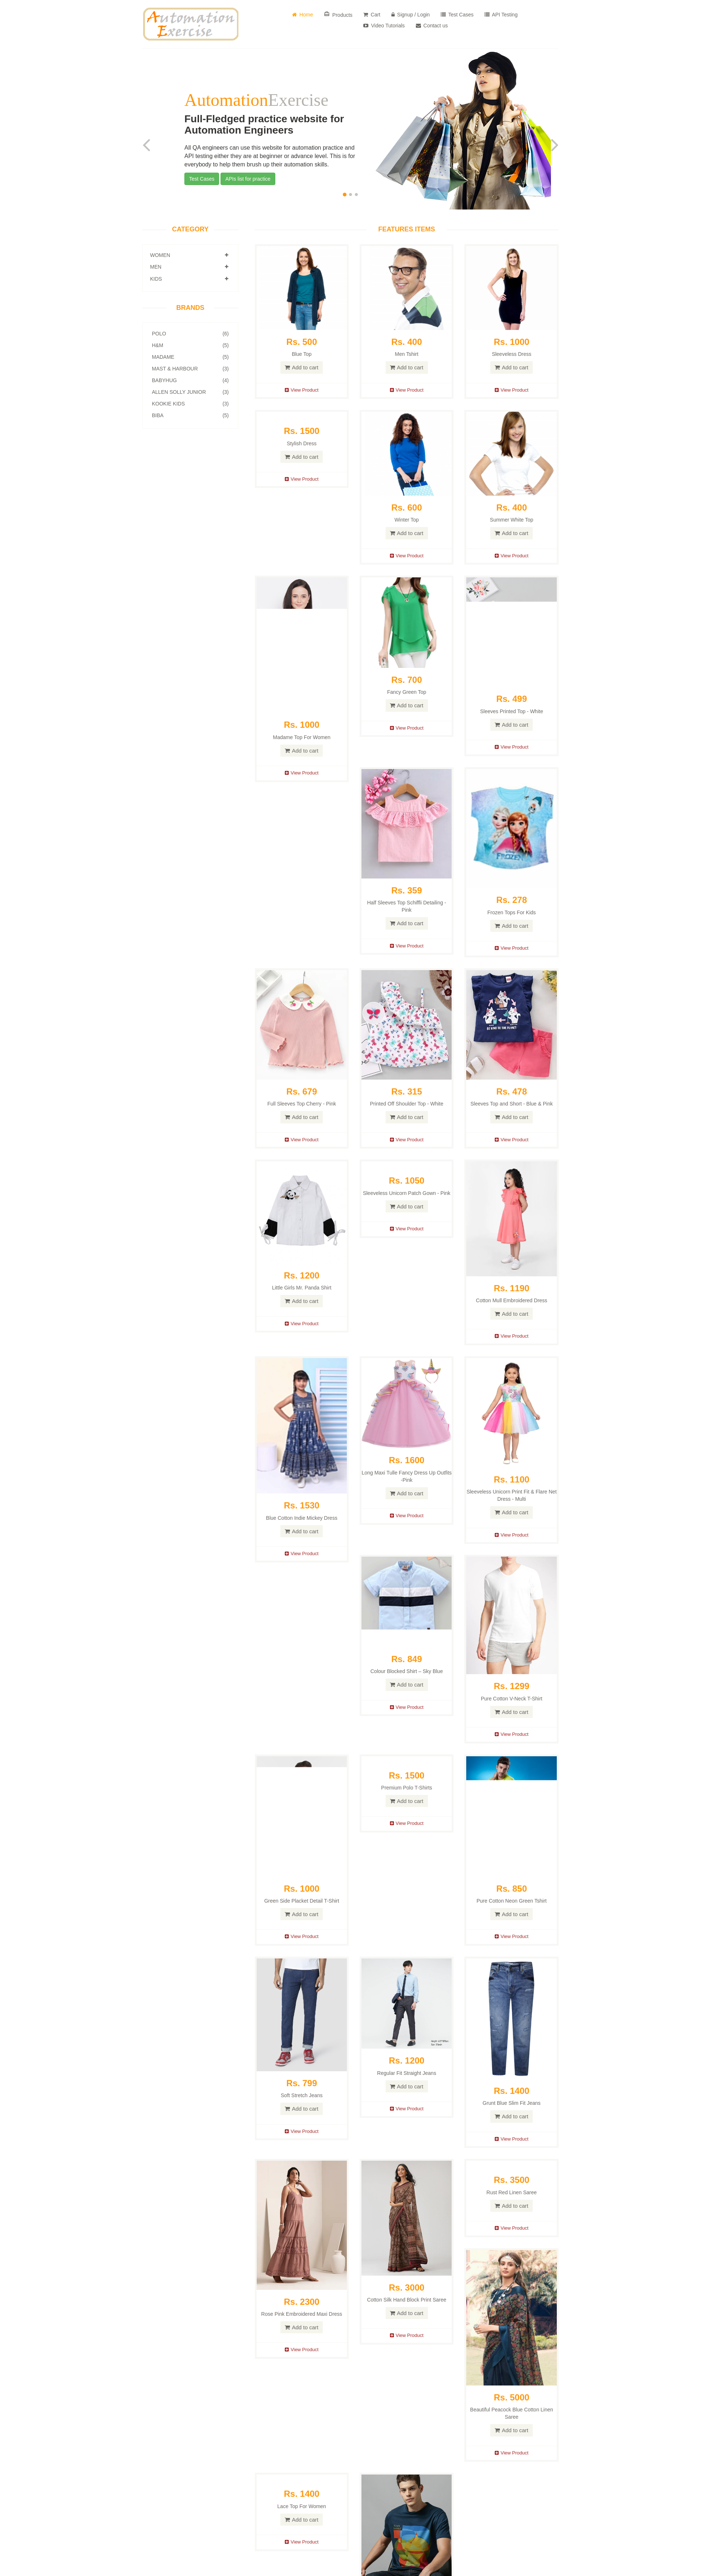 Automation
Exercise
Home
Products
Cart
Signup / Login
Test Cases
API Testing
Video Tutorials
Contact us
AutomationExercise
Full-Fledged practice website for
Automation Engineers
All QA engineers can use this website for automation practice and
API testing either they are at beginner or advance level. This is for
everybody to help them brush up their automation skills.
Test Cases
APIs list for practice
CATEGORY
WOMEN
MEN
KIDS
BRANDS
POLO (6)
H&M (5)
MADAME (5)
MAST & HARBOUR (3)
BABYHUG (4)
ALLEN SOLLY JUNIOR (3)
KOOKIE KIDS (3)
BIBA (5)
FEATURES ITEMS
Rs. 500
Blue Top
Add to cart
View Product
Rs. 400
Men Tshirt
Add to cart
View Product
Rs. 1000
Sleeveless Dress
Add to cart
View Product
Rs. 1500
Stylish Dress
Add to cart
View Product
Rs. 600
Winter Top
Add to cart
View Product
Rs. 400
Summer White Top
Add to cart
View Product
Rs. 1000
Madame Top For Women
Add to cart
View Product
Rs. 700
Fancy Green Top
Add to cart
View Product
Rs. 499
Sleeves Printed Top - White
Add to cart
View Product
Rs. 359
Half Sleeves Top Schiffli Detailing -
Pink
Add to cart
View Product
FROZEN
Rs. 278
Frozen Tops For Kids
Add to cart
View Product
Rs. 679
Full Sleeves Top Cherry - Pink
Add to cart
View Product
Rs. 315
Printed Off Shoulder Top - White
Add to cart
View Product
Rs. 478
Sleeves Top and Short - Blue & Pink
Add to cart
View Product
Rs. 1200
Little Girls Mr. Panda Shirt
Add to cart
View Product
Rs. 1050
Sleeveless Unicorn Patch Gown - Pink
Add to cart
View Product
Rs. 1190
Cotton Mull Embroidered Dress
Add to cart
View Product
Rs. 1530
Blue Cotton Indie Mickey Dress
Add to cart
View Product
Rs. 1600
Long Maxi Tulle Fancy Dress Up Outfits
-Pink
Add to cart
View Product
Rs. 1100
Sleeveless Unicorn Print Fit & Flare Net
Dress - Multi
Add to cart
View Product
Rs. 849
Colour Blocked Shirt – Sky Blue
Add to cart
View Product
Rs. 1299
Pure Cotton V-Neck T-Shirt
Add to cart
View Product
Rs. 1000
Green Side Placket Detail T-Shirt
Add to cart
View Product
Rs. 1500
Premium Polo T-Shirts
Add to cart
View Product
Rs. 850
Pure Cotton Neon Green Tshirt
Add to cart
View Product
Rs. 799
Soft Stretch Jeans
Add to cart
View Product
Rs. 1200
Regular Fit Straight Jeans
Add to cart
View Product
Rs. 1400
Grunt Blue Slim Fit Jeans
Add to cart
View Product
Rs. 2300
Rose Pink Embroidered Maxi Dress
Add to cart
View Product
Rs. 3000
Cotton Silk Hand Block Print Saree
Add to cart
View Product
Rs. 3500
Rust Red Linen Saree
Add to cart
View Product
Rs. 5000
Beautiful Peacock Blue Cotton Linen
Saree
Add to cart
View Product
Rs. 1400
Lace Top For Women
Add to cart
View Product